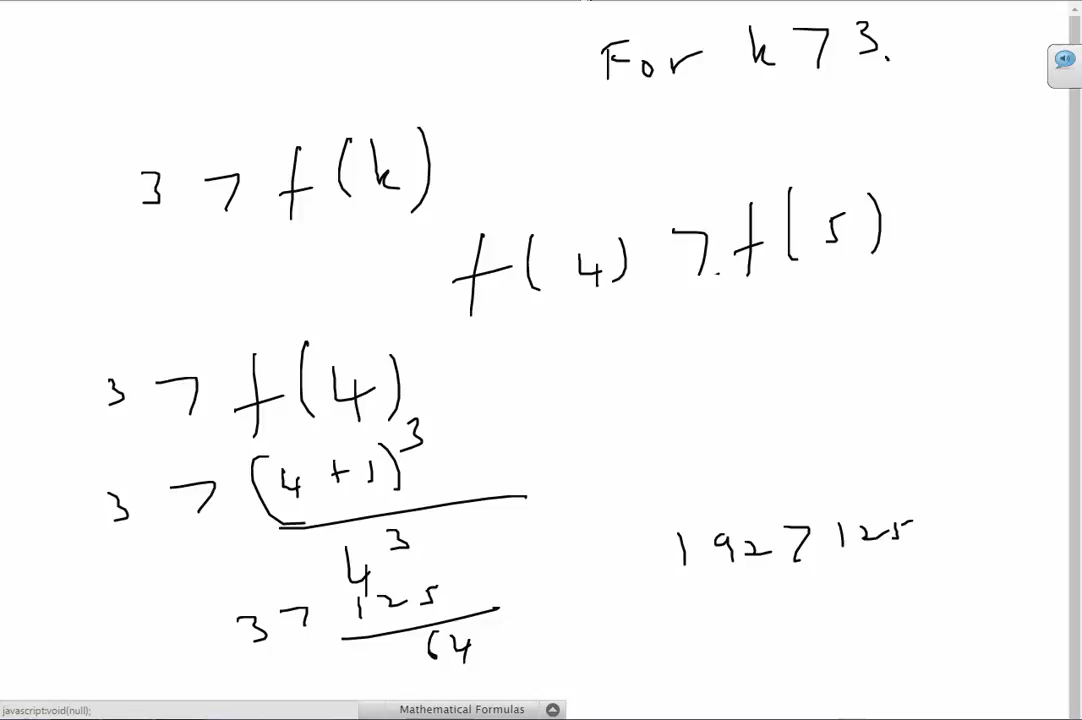 For k > 3.
3 > f(k)
f(4) > f(5)
3 > f(4)
3 > (4+1)^3 / 4^3
192 > 125
3 > 125 / 64
javascript:void(null);
Mathematical Formulas